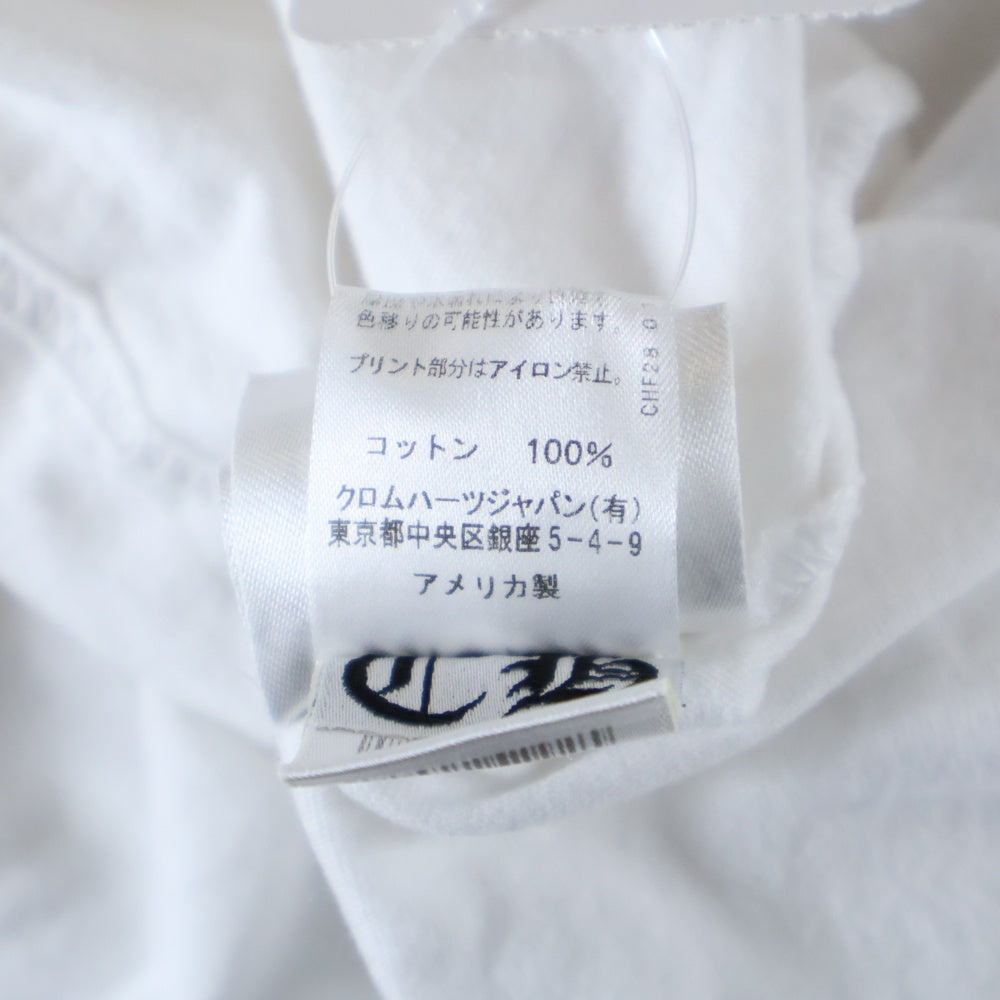 色移りの可能性があります。
プリント部分はアイロン禁止。
コットン 100%
クロムハーツジャパン(有)
東京都中央区銀座5-4-9
アメリカ製
CHF28 01